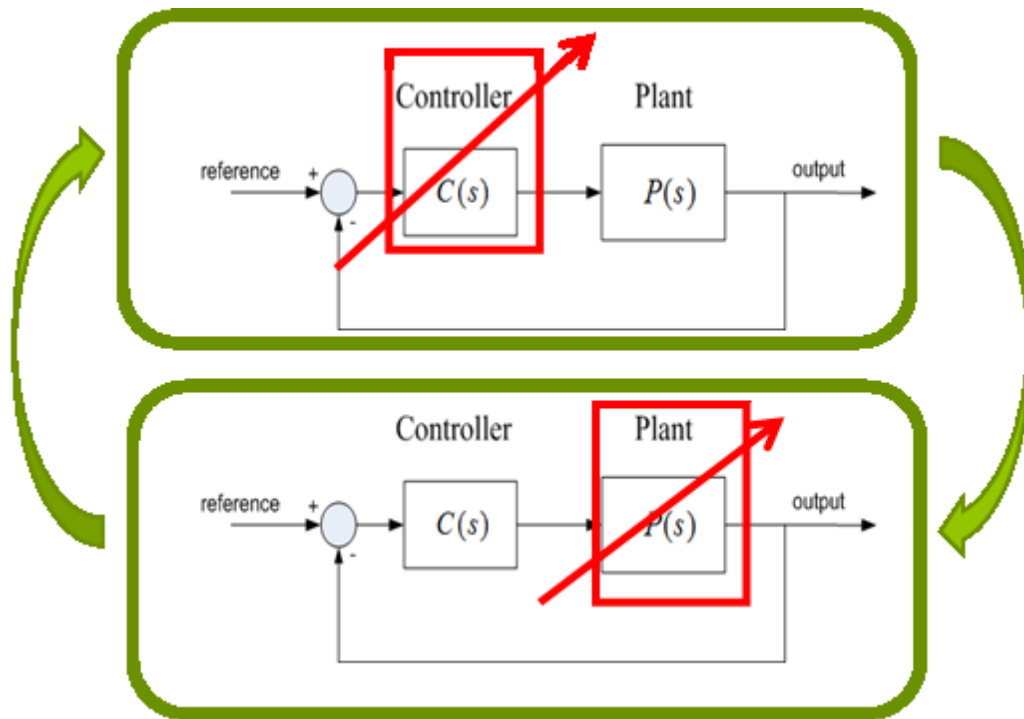 Controller Plant
reference + C(s) P(s) output
-
Controller Plant
reference + C(s) P(s) output
-